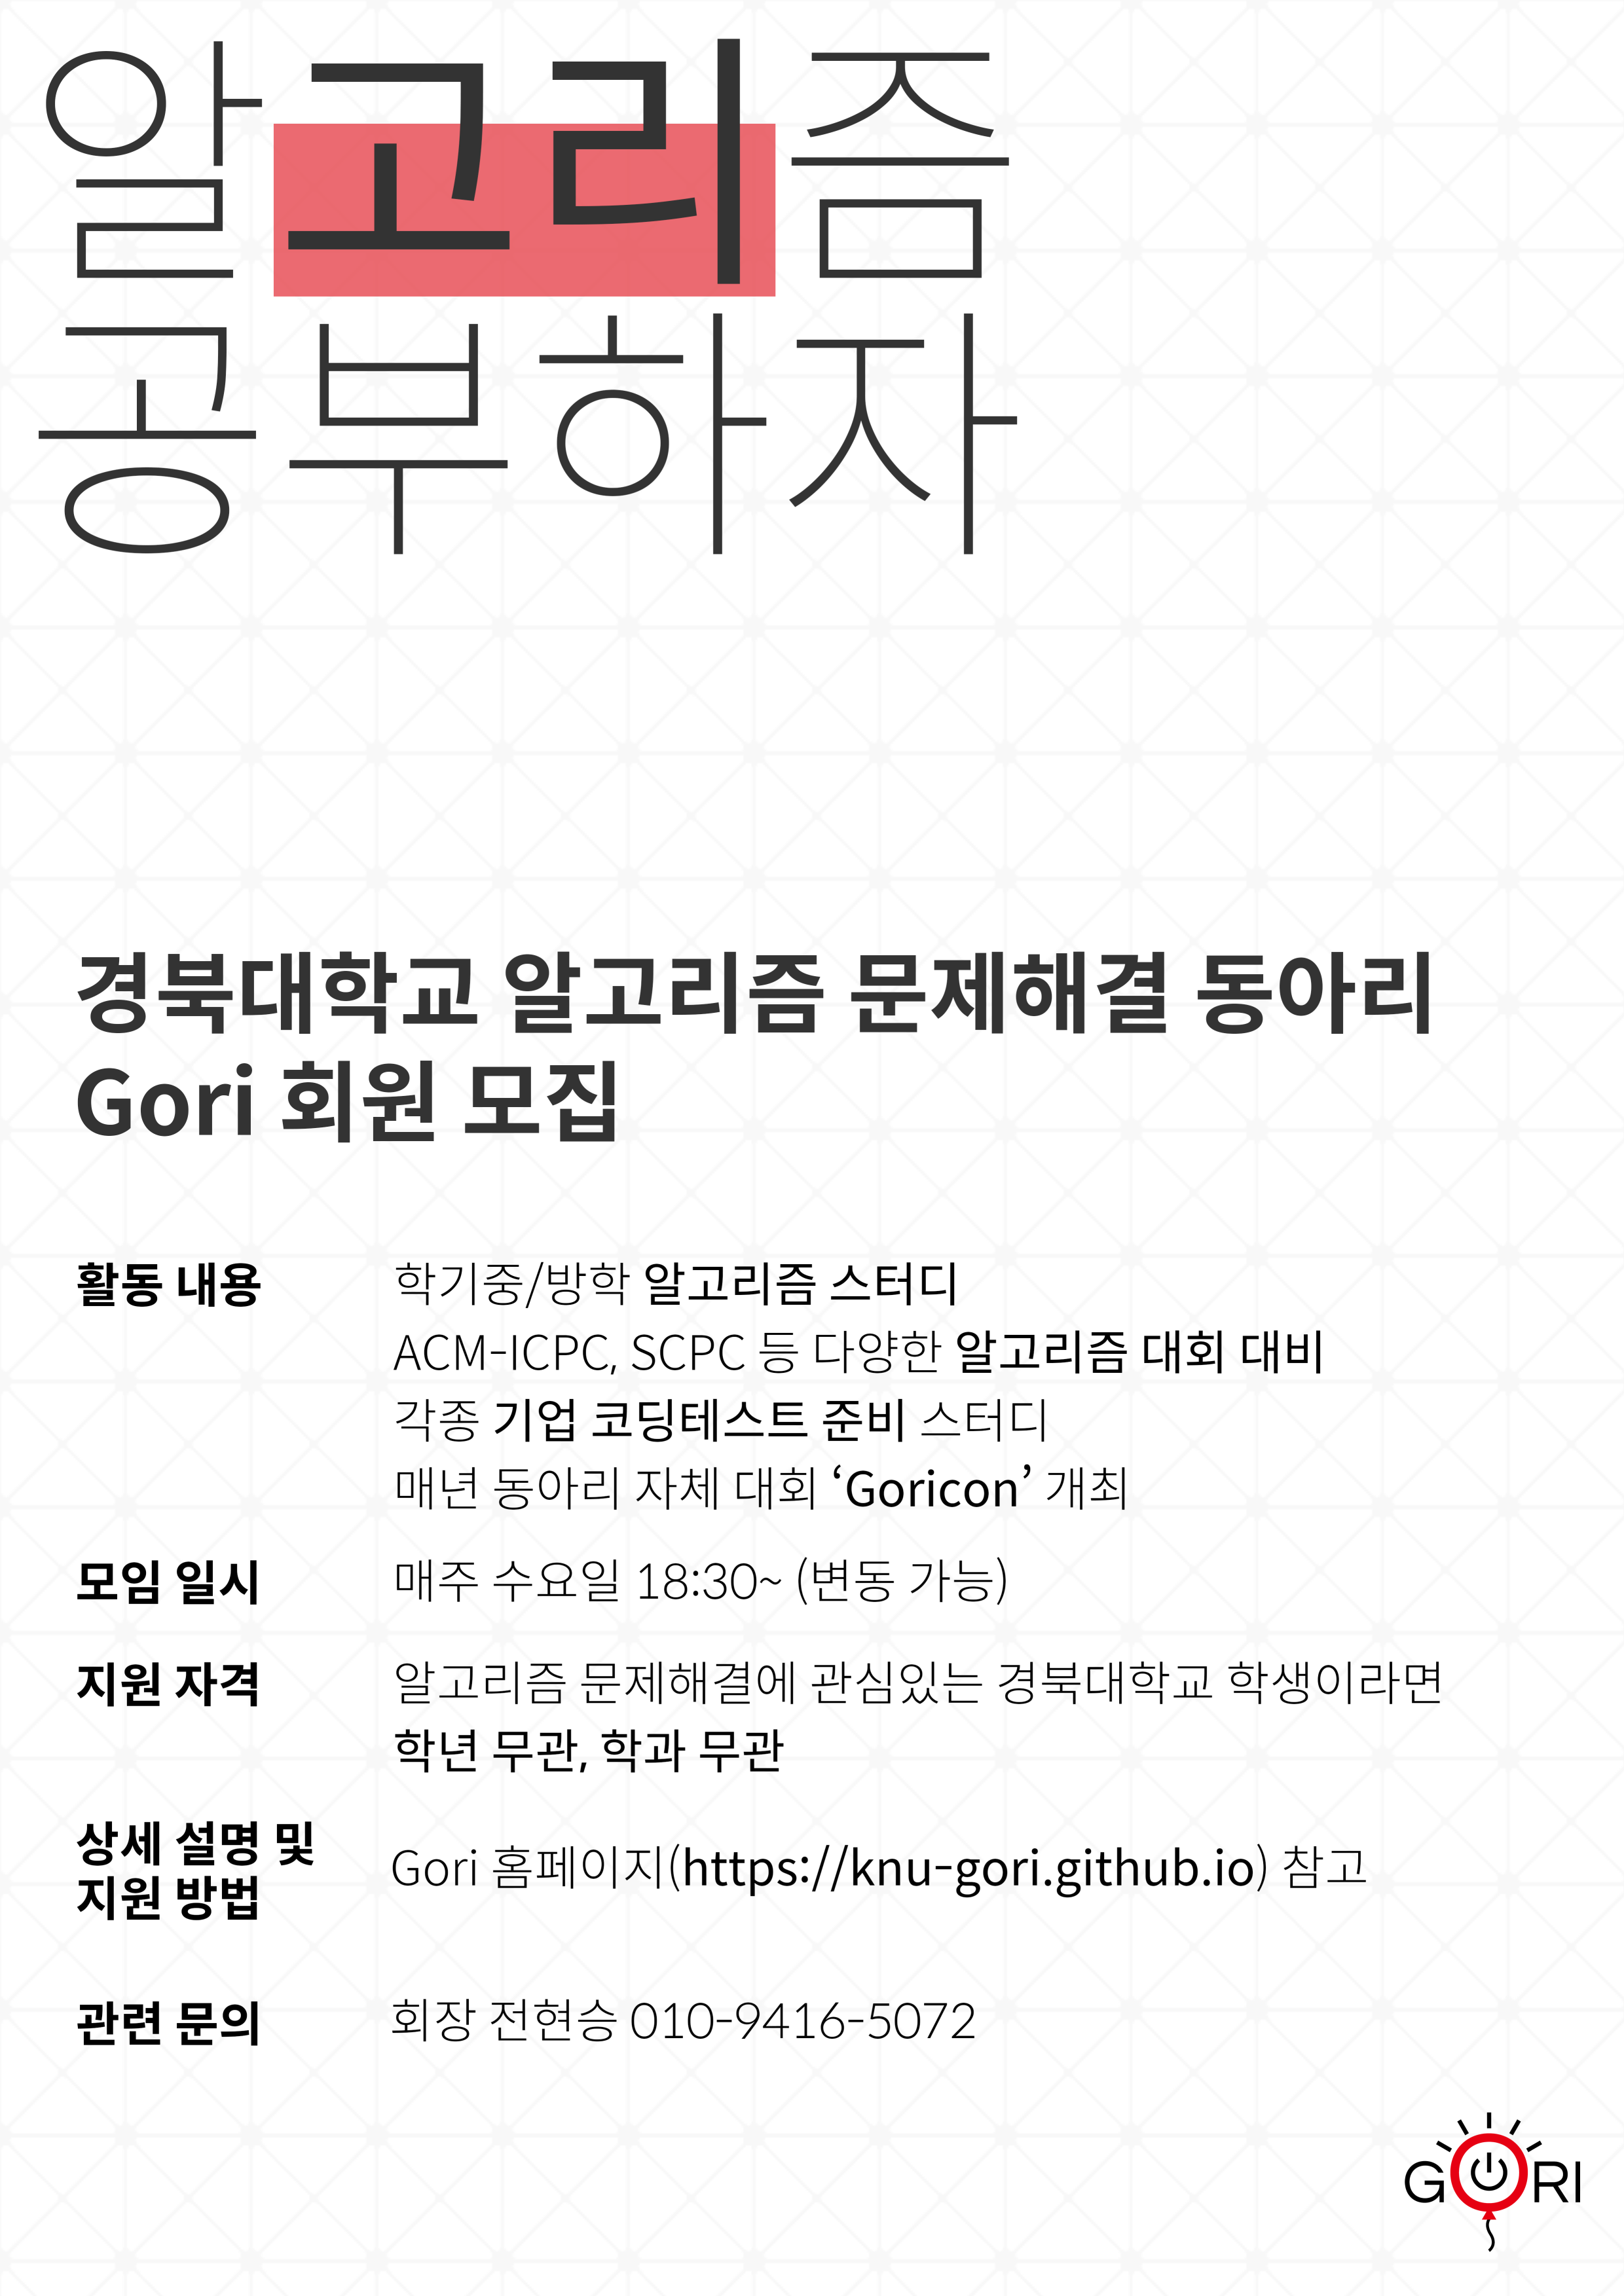 알고리즘
공부하자
경북대학교 알고리즘 문제해결 동아리
Gori 회원 모집
활동 내용
학기중/방학 알고리즘 스터디
ACM-ICPC, SCPC 등 다양한 알고리즘 대회 대비
각종 기업 코딩테스트 준비 스터디
매년 동아리 자체 대회 ‘Goricon’ 개최
모임 일시
매주 수요일 18:30~ (변동 가능)
지원 자격
알고리즘 문제해결에 관심있는 경북대학교 학생이라면
학년 무관, 학과 무관
상세 설명 및
지원 방법
Gori 홈페이지(https://knu-gori.github.io) 참고
관련 문의
회장 전현승 010-9416-5072
GORI